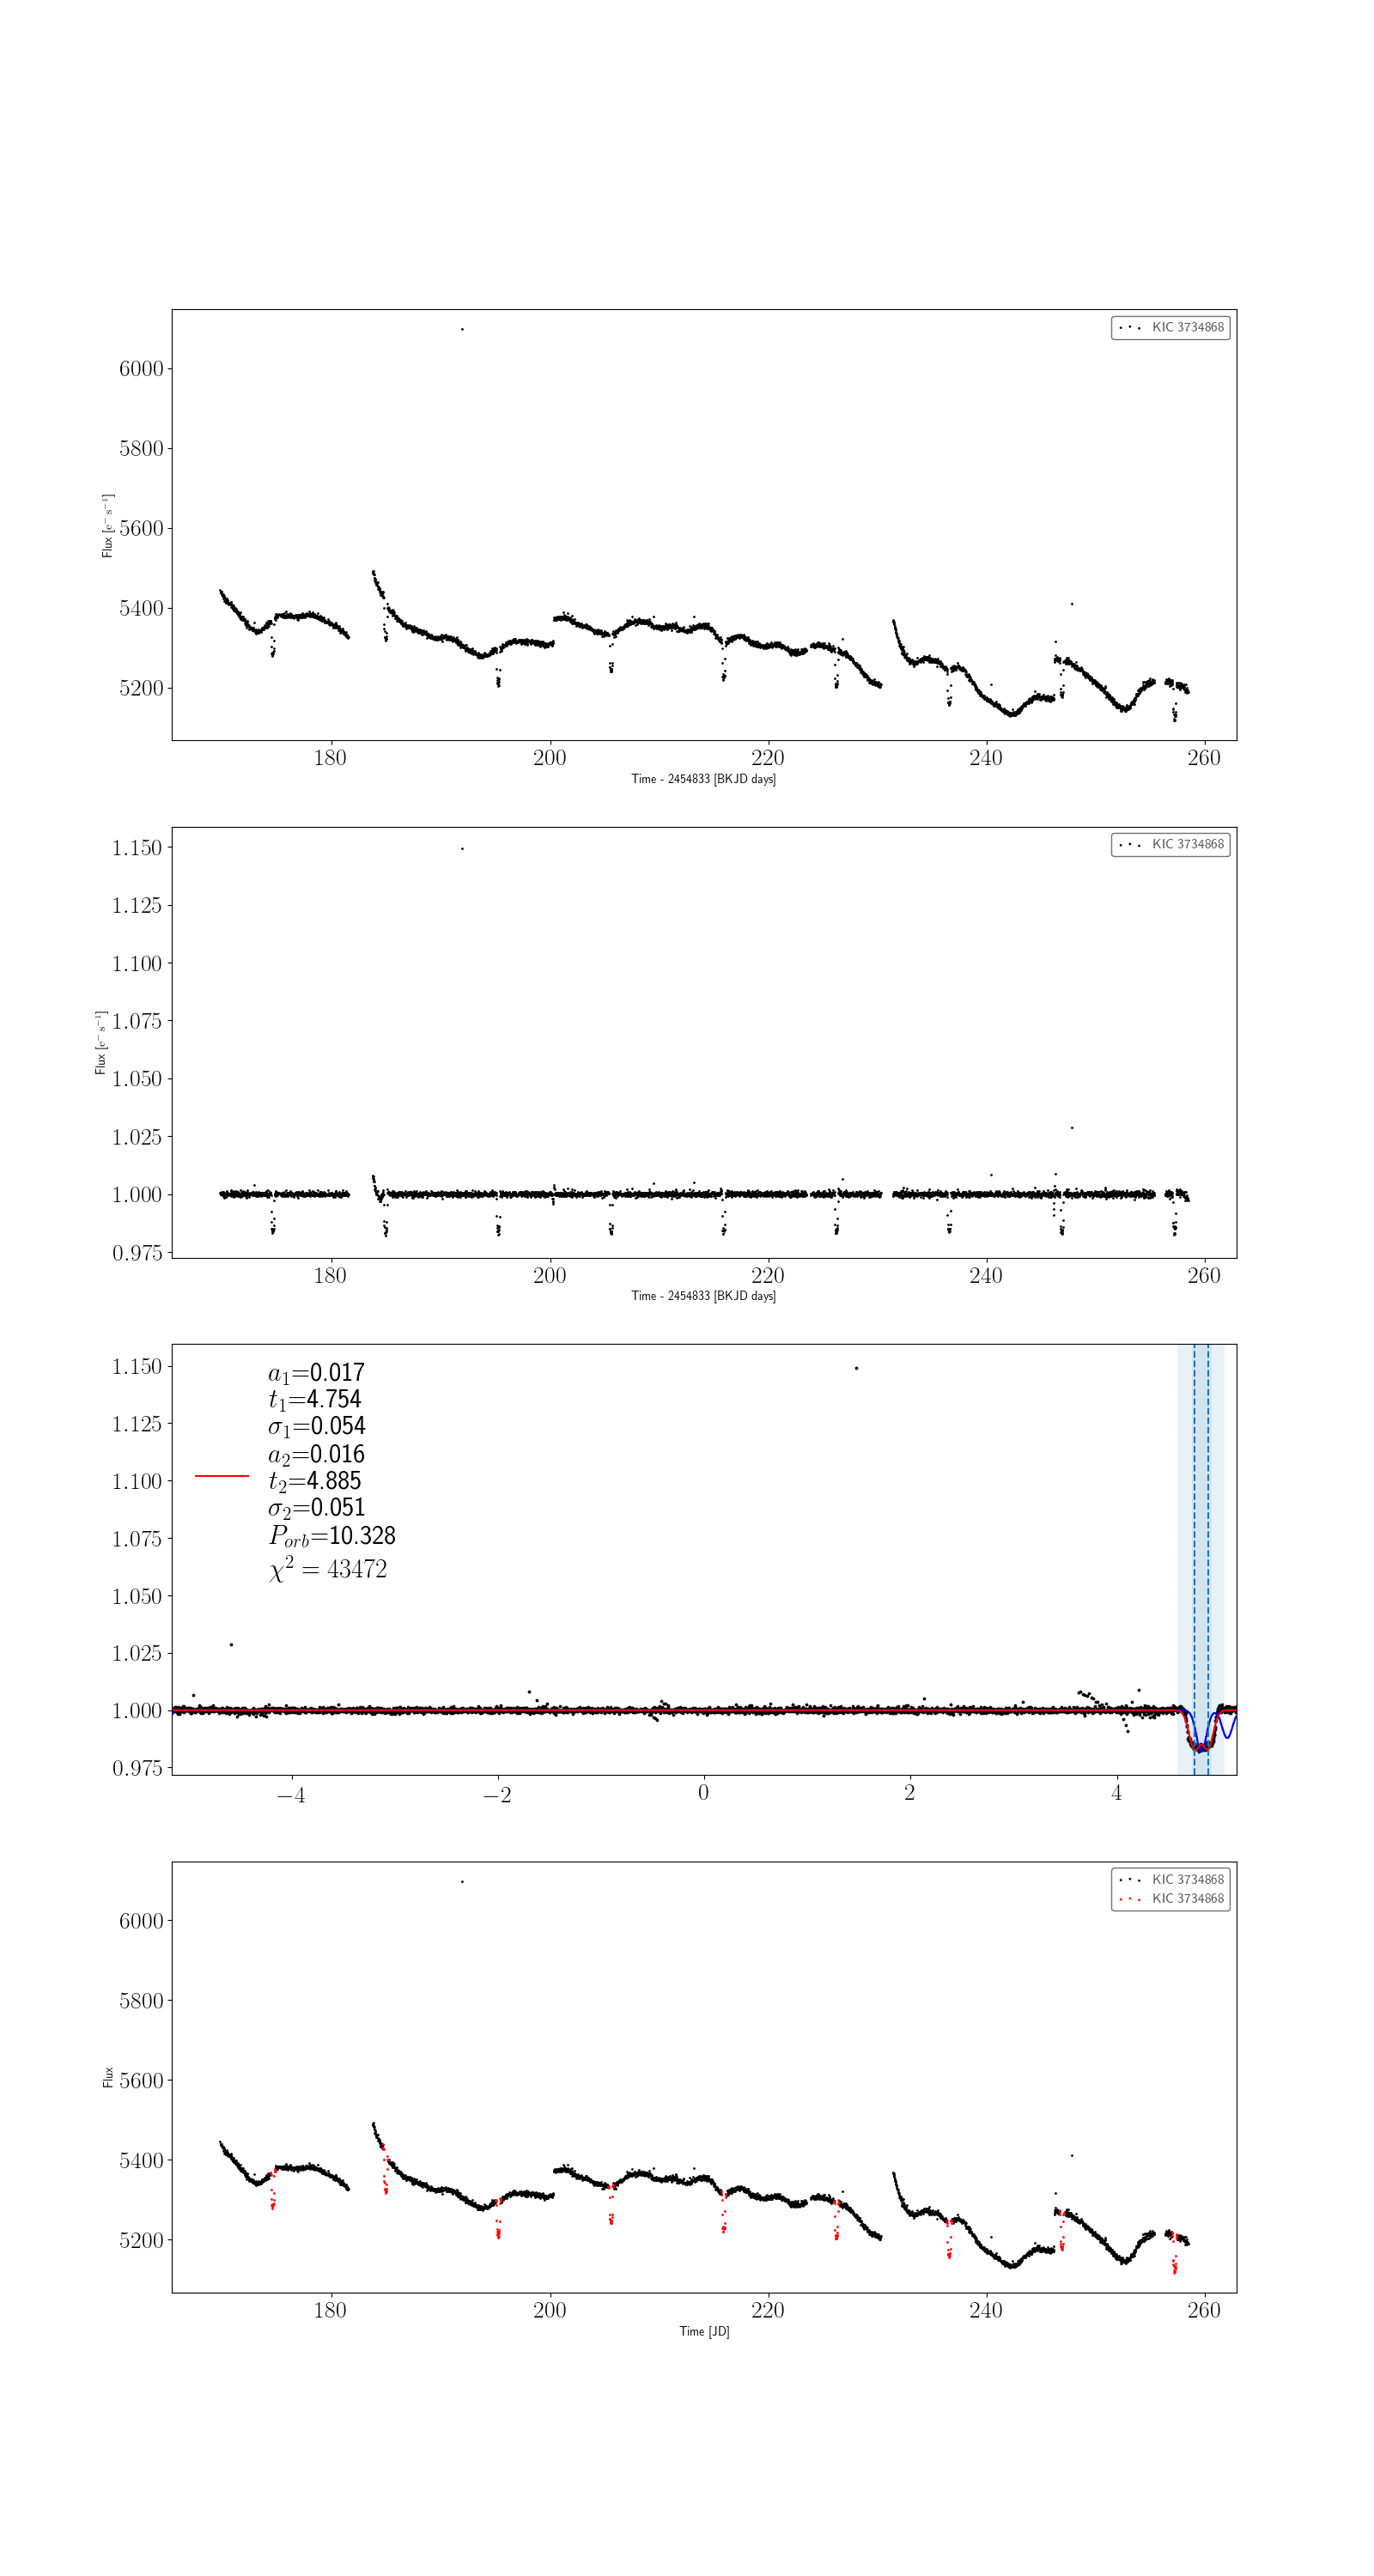 KIC 3734868
6000
5800
5600
5400
5200
Flux [e⁻ s⁻¹]
180 200 220 240 260
Time - 2454833 [BKJD days]
KIC 3734868
1.150
1.125
1.100
1.075
1.050
1.025
1.000
0.975
Flux [e⁻ s⁻¹]
180 200 220 240 260
Time - 2454833 [BKJD days]
1.150
1.125
1.100
1.075
1.050
1.025
1.000
0.975
a₁=0.017
t₁=4.754
σ₁=0.054
a₂=0.016
t₂=4.885
σ₂=0.051
P_orb=10.328
χ² = 43472
−4 −2 0 2 4
KIC 3734868
KIC 3734868
6000
5800
5600
5400
5200
Flux
180 200 220 240 260
Time [JD]